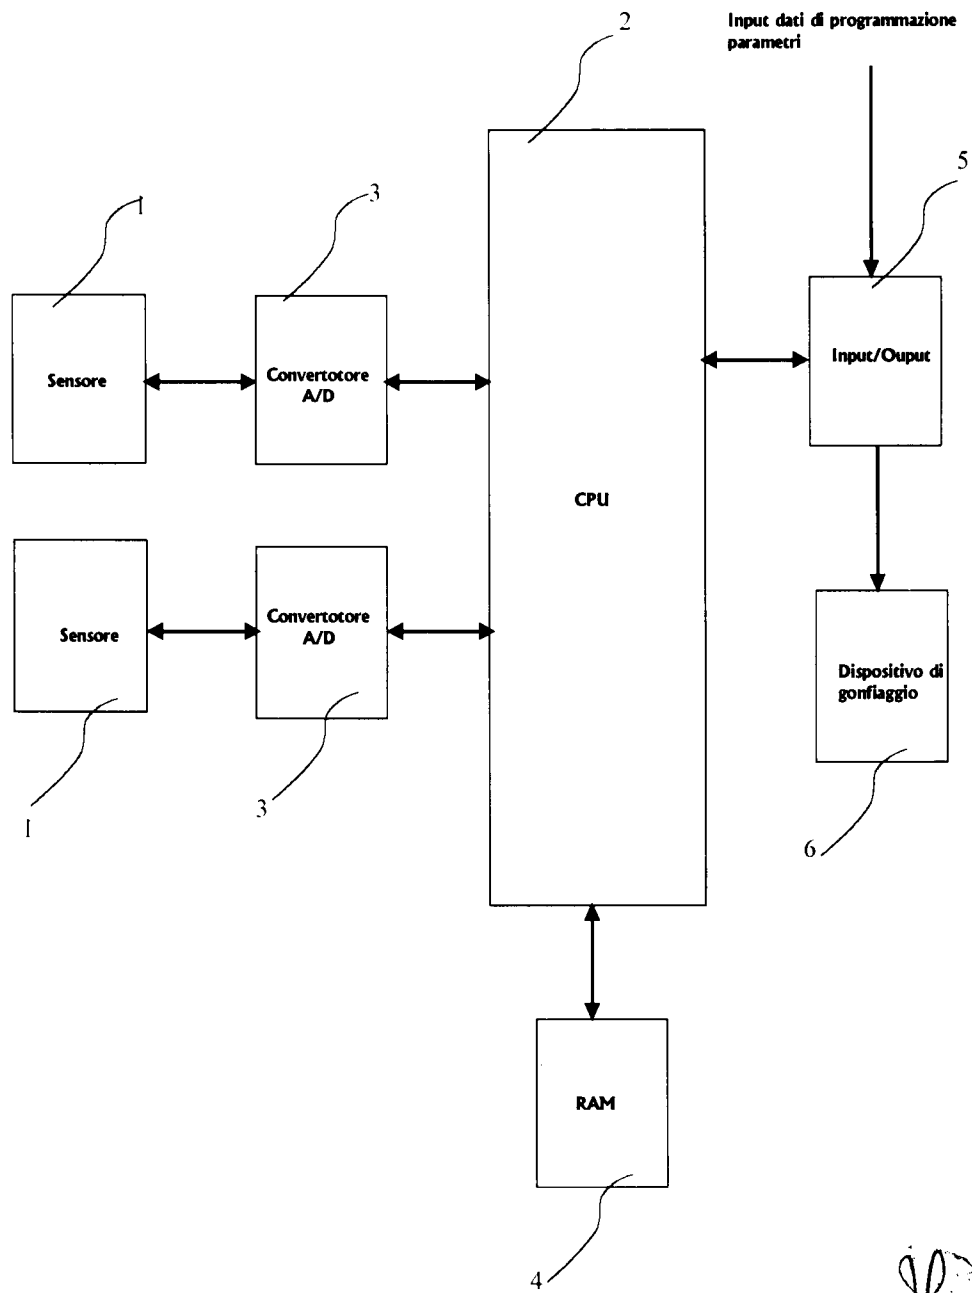 2
Input dati di programmazione
parametri
1
3
5
Sensore
Convertotore
A/D
Input/Ouput
CPU
Sensore
Convertotore
A/D
Dispositivo di
gonfiaggio
1
3
6
RAM
4